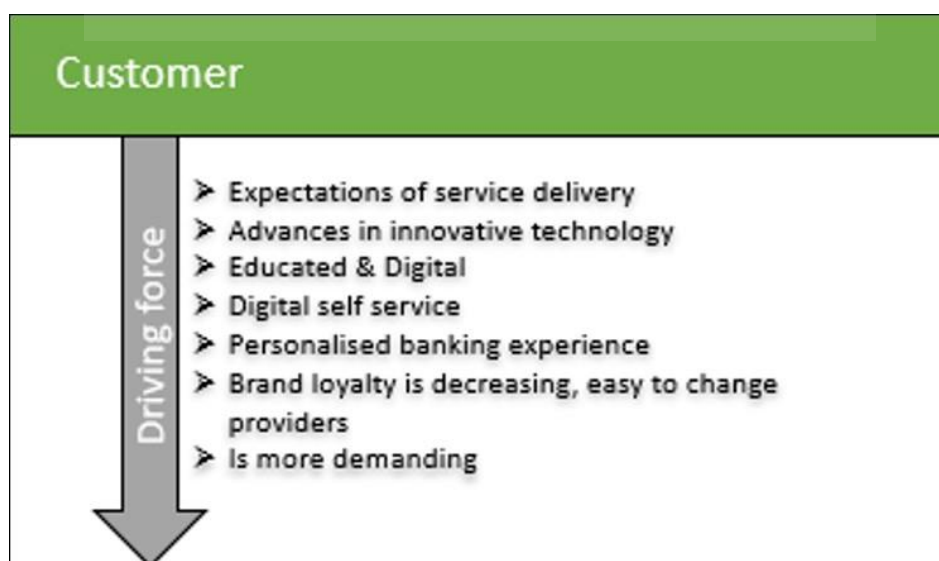 Customer
Driving force
➤ Expectations of service delivery
➤ Advances in innovative technology
➤ Educated & Digital
➤ Digital self service
➤ Personalised banking experience
➤ Brand loyalty is decreasing, easy to change
providers
➤ Is more demanding